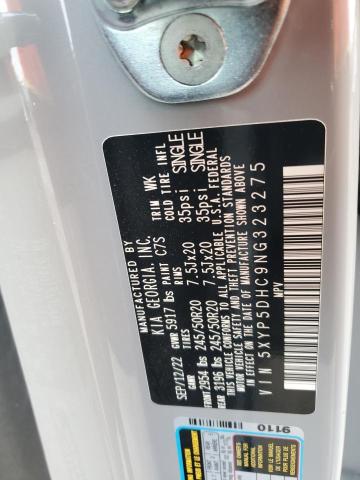 MANUFACTURED BY
KIA GEORGIA, INC.
SEP/12/22 PAINT C7S TRIM WK
GVWR 5917 lbs RIMS COLD TIRE INFL
FRONT 2954 lbs 245/50R20 7.5Jx20 35psi SINGLE
REAR 3196 lbs 245/50R20 7.5Jx20 35psi SINGLE
THIS VEHICLE CONFORMS TO ALL APPLICABLE U.S.A. FEDERAL
MOTOR VEHICLE SAFETY AND THEFT PREVENTION STANDARDS
IN EFFECT ON THE DATE OF MANUFACTURE SHOWN ABOVE.
VIN 5XYP5DHC9NG323275
MPV
9110